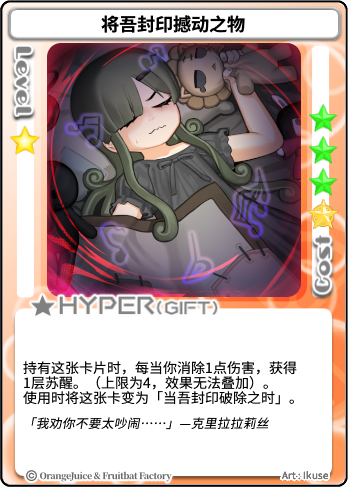 将吾封印撼动之物
Level
Cost
HYPER(GIFT)
持有这张卡片时，每当你消除1点伤害，获得
1层苏醒。（上限为4，效果无法叠加）。
使用时将这张卡变为「当吾封印破除之时」。
「我劝你不要太吵闹……」—克里拉拉莉丝
© OrangeJuice & Fruitbat Factory
Art.: Ikuse